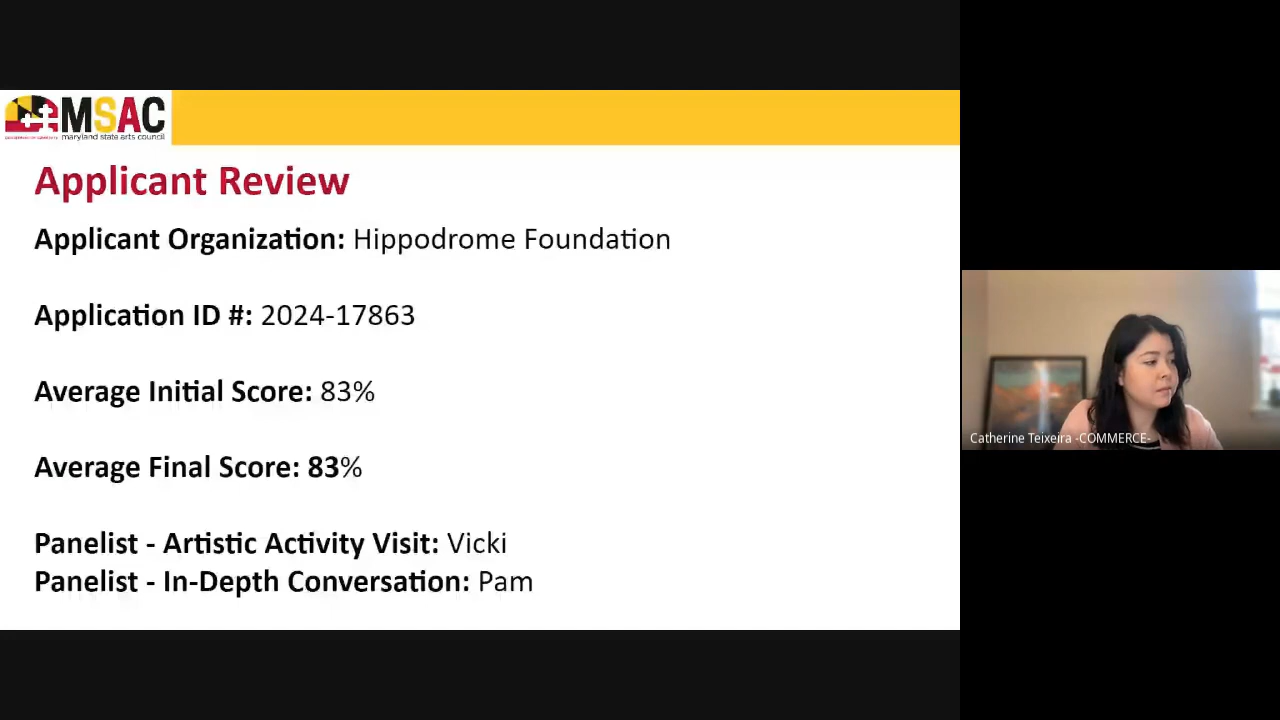 MSAC
maryland state arts council
Applicant Review
Applicant Organization: Hippodrome Foundation
Application ID #: 2024-17863
Average Initial Score: 83%
Average Final Score: 83%
Panelist - Artistic Activity Visit: Vicki
Panelist - In-Depth Conversation: Pam
Catherine Teixeira -COMMERCE-